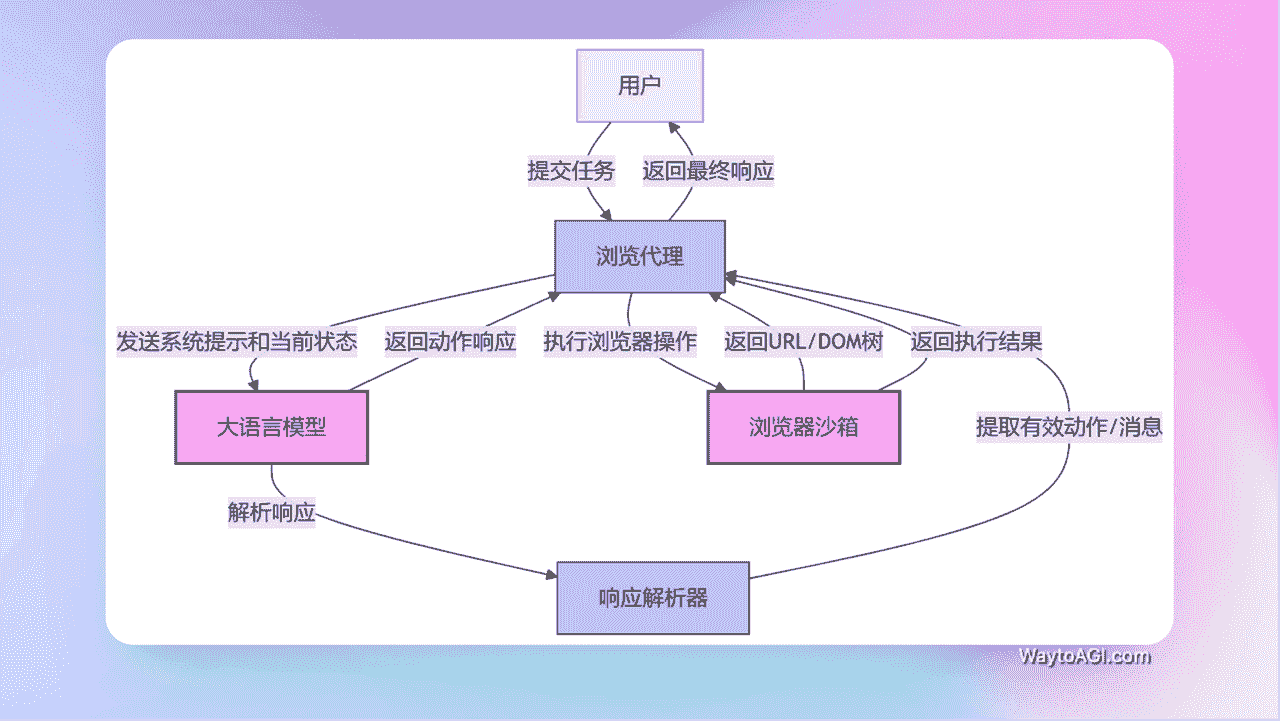 用户
提交任务
返回最终响应
浏览代理
发送系统提示和当前状态
返回动作响应
执行浏览器操作
返回URL/DOM树
返回执行结果
大语言模型
浏览器沙箱
提取有效动作/消息
解析响应
响应解析器
WaytoAGI.com